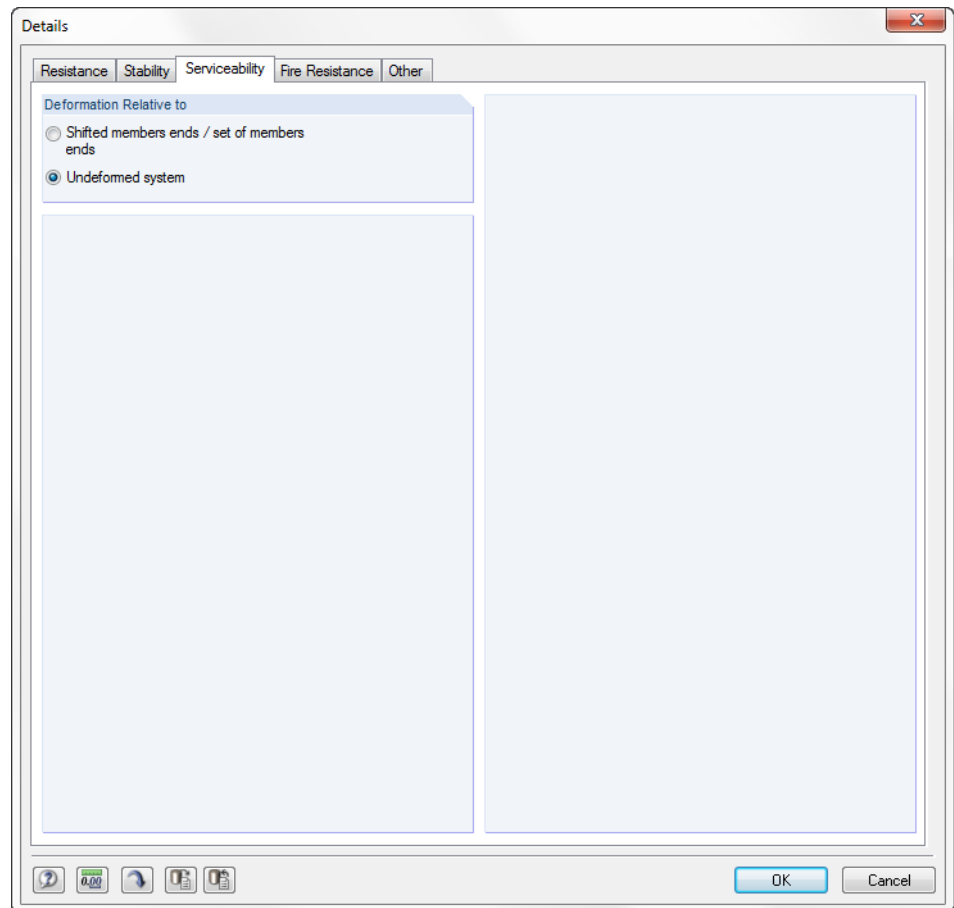 Details
Resistance Stability Serviceability Fire Resistance Other
Deformation Relative to
Shifted members ends / set of members
ends
Undeformed system
0.00
OK Cancel